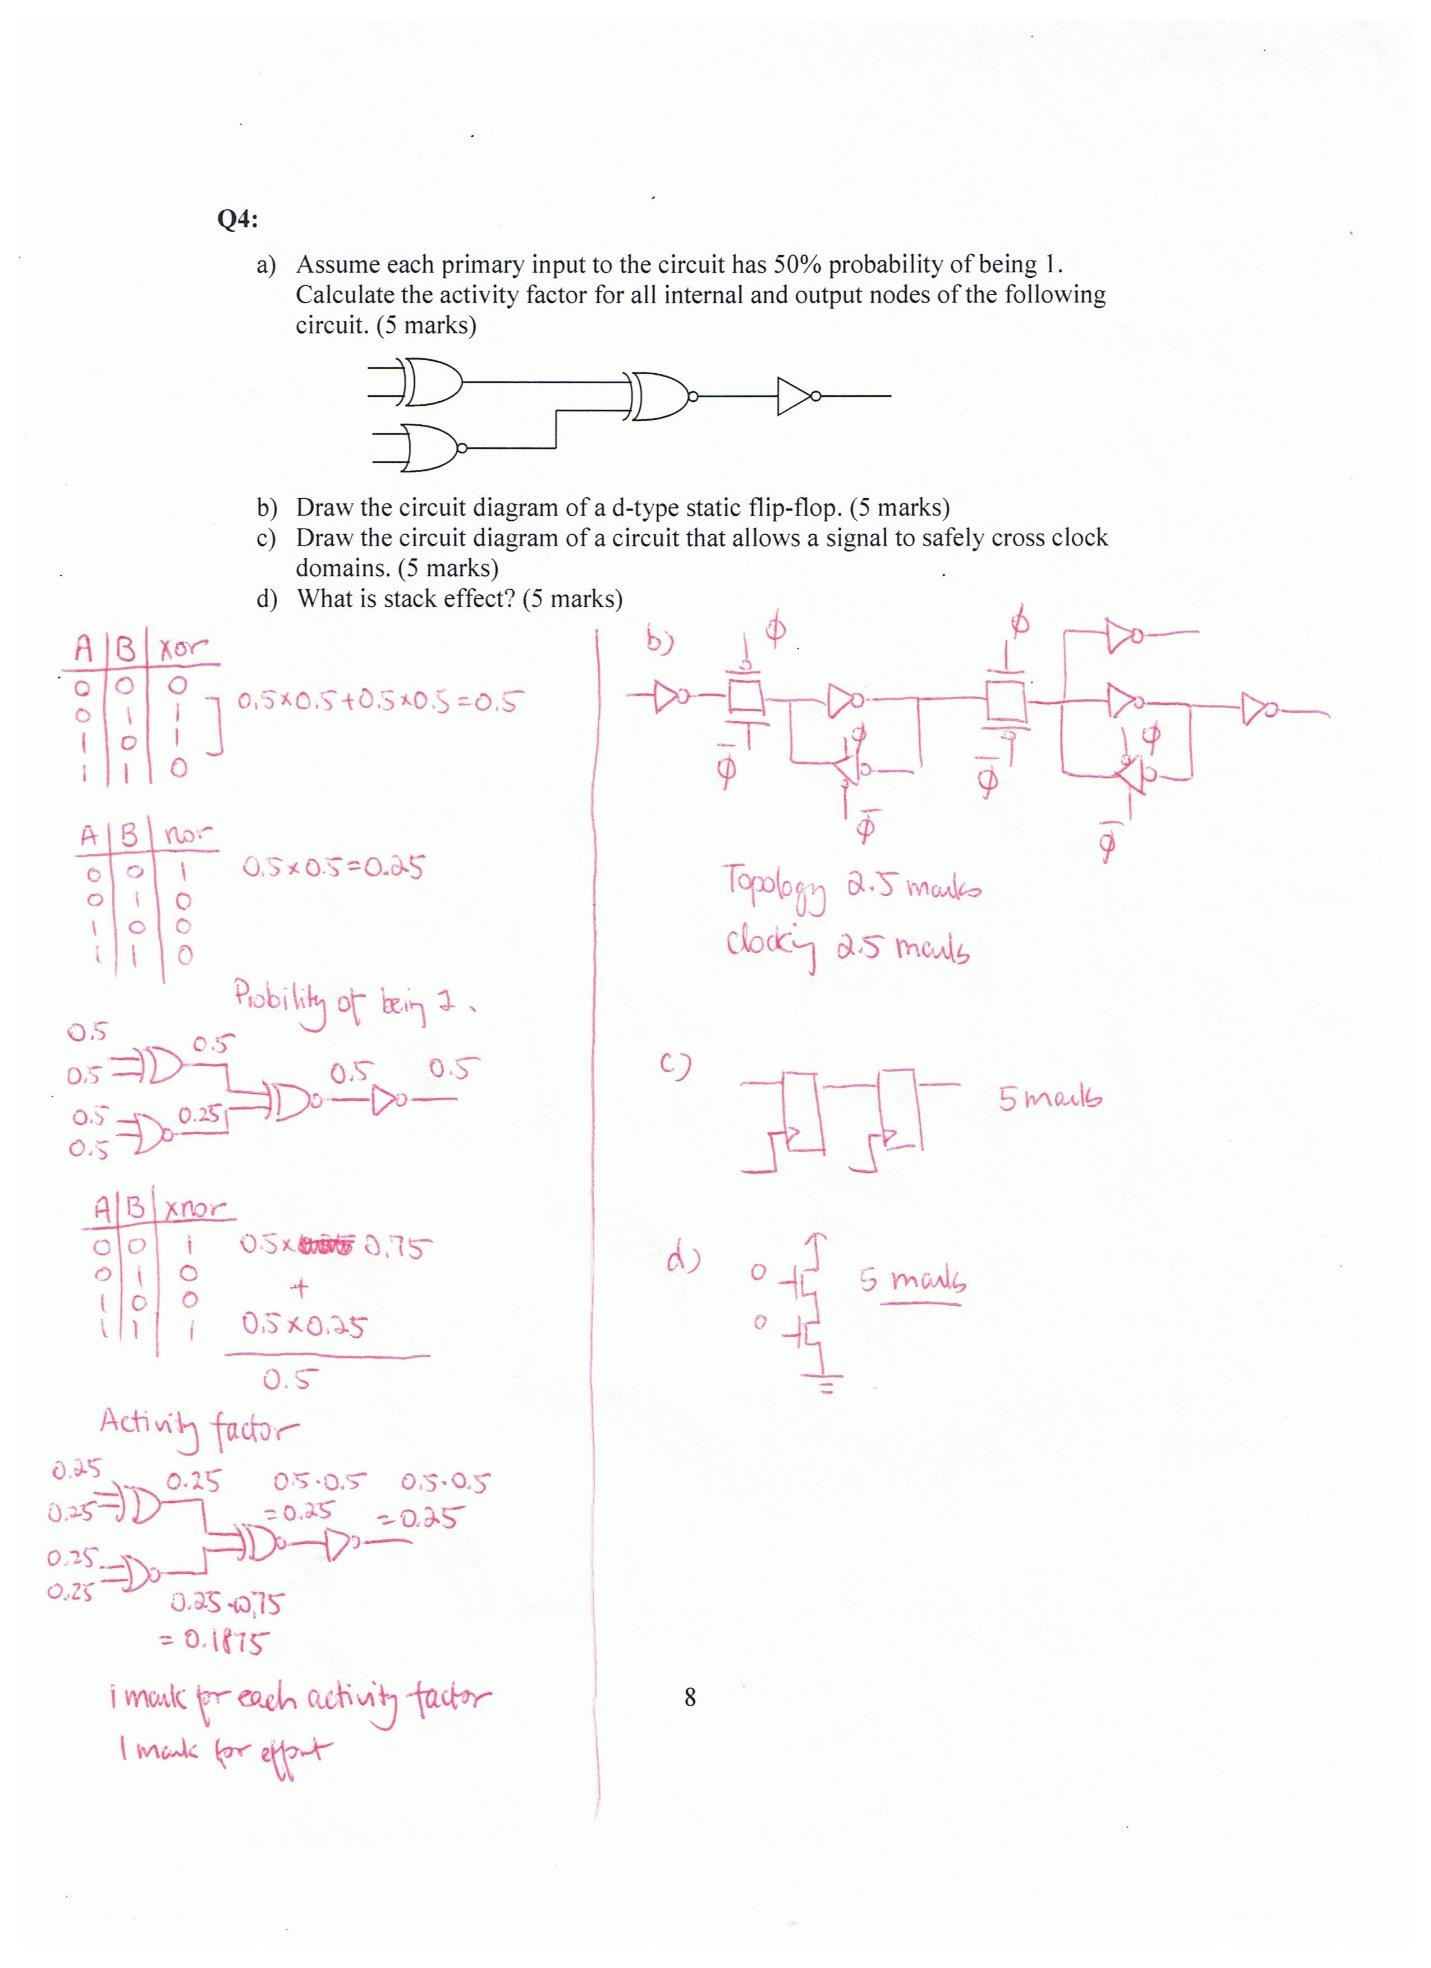 Q4:
a) Assume each primary input to the circuit has 50% probability of being 1.
Calculate the activity factor for all internal and output nodes of the following
circuit. (5 marks)
b) Draw the circuit diagram of a d-type static flip-flop. (5 marks)
c) Draw the circuit diagram of a circuit that allows a signal to safely cross clock
domains. (5 marks)
d) What is stack effect? (5 marks)
A B xor
0 0 0
0 1 1
1 0 1
1 1 0
0.5×0.5+0.5×0.5=0.5
A B nor
0 0 1
0 1 0
1 0 0
1 1 0
0.5×0.5=0.25
Probility of being 1.
0.5
0.5
0.5
0.5
0.5
0.25
0.5
0.5
A B xnor
0 0 1
0 1 0
1 0 0
1 1 1
0.5× 0.75
+
0.5×0.25
0.5
Activity factor
0.25
0.25
0.25
0.25
0.25
0.5·0.5
=0.25
0.5·0.5
=0.25
0.25·0.75
= 0.1875
1 mark for each activity factor
1 mark for effort
b)
ϕ
ϕ̅
ϕ
ϕ̅
ϕ
ϕ̅
ϕ
ϕ̅
Topology 2.5 marks
clocking 2.5 marks
c)
5 marks
d)
0
0
5 marks
8